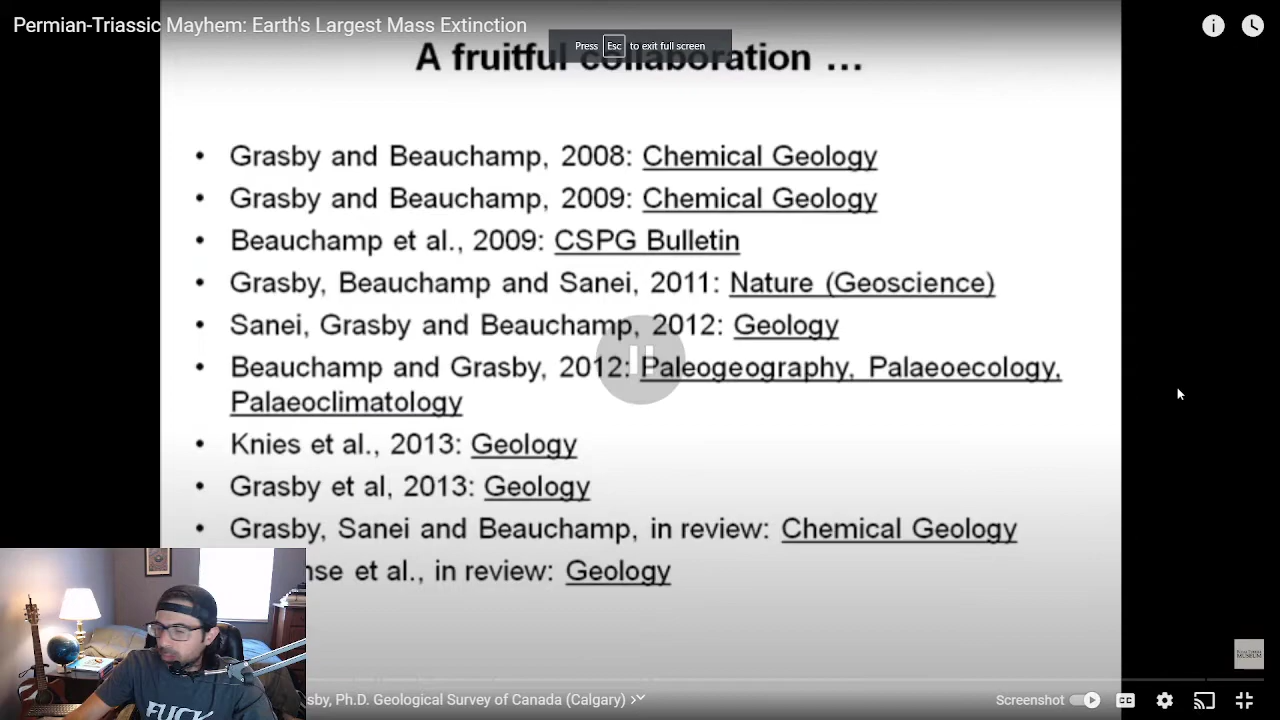 Permian-Triassic Mayhem: Earth's Largest Mass Extinction
Press Esc to exit full screen
A fruitful collaboration …
• Grasby and Beauchamp, 2008: Chemical Geology
• Grasby and Beauchamp, 2009: Chemical Geology
• Beauchamp et al., 2009: CSPG Bulletin
• Grasby, Beauchamp and Sanei, 2011: Nature (Geoscience)
• Sanei, Grasby and Beauchamp, 2012: Geology
• Beauchamp and Grasby, 2012: Paleogeography, Palaeoecology,
Palaeoclimatology
• Knies et al., 2013: Geology
• Grasby et al, 2013: Geology
• Grasby, Sanei and Beauchamp, in review: Chemical Geology
nse et al., in review: Geology
FUCK
MUSEUM
sby, Ph.D. Geological Survey of Canada (Calgary)
Screenshot
CC